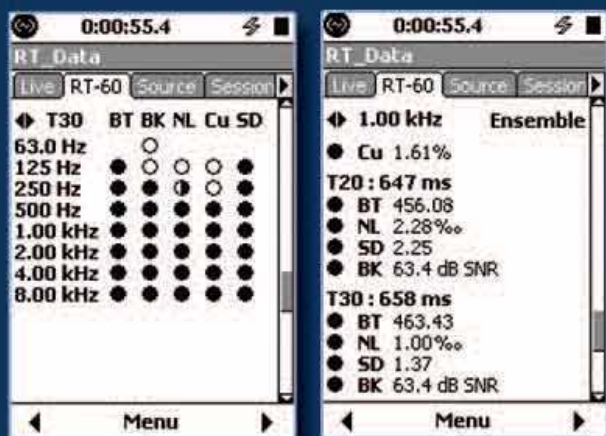 0:00:55.4
RT_Data
Live RT-60 Source Session
T30 BT BK NL Cu SD
63.0 Hz
125 Hz
250 Hz
500 Hz
1.00 kHz
2.00 kHz
4.00 kHz
8.00 kHz
Menu
0:00:55.4
RT_Data
Live RT-60 Source Session
1.00 kHz Ensemble
Cu 1.61%
T20 : 647 ms
BT 456.08
NL 2.28‰
SD 2.25
BK 63.4 dB SNR
T30 : 658 ms
BT 463.43
NL 1.00‰
SD 1.37
BK 63.4 dB SNR
Menu